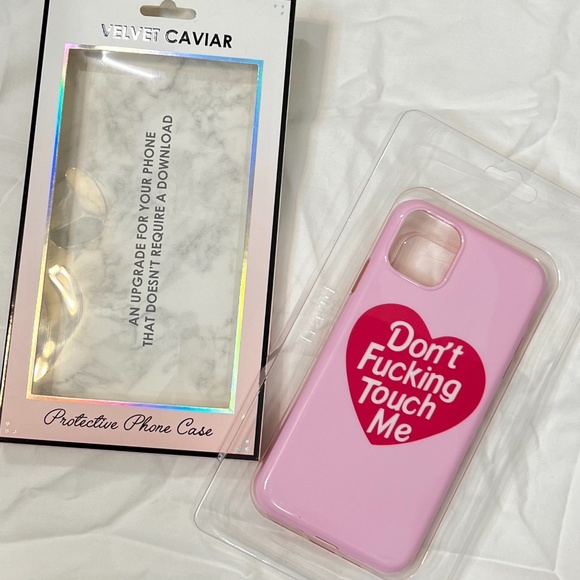 VELVET CAVIAR
AN UPGRADE FOR YOUR PHONE
THAT DOESN'T REQUIRE A DOWNLOAD
Protective Phone Case
Don't
Fucking
Touch
Me